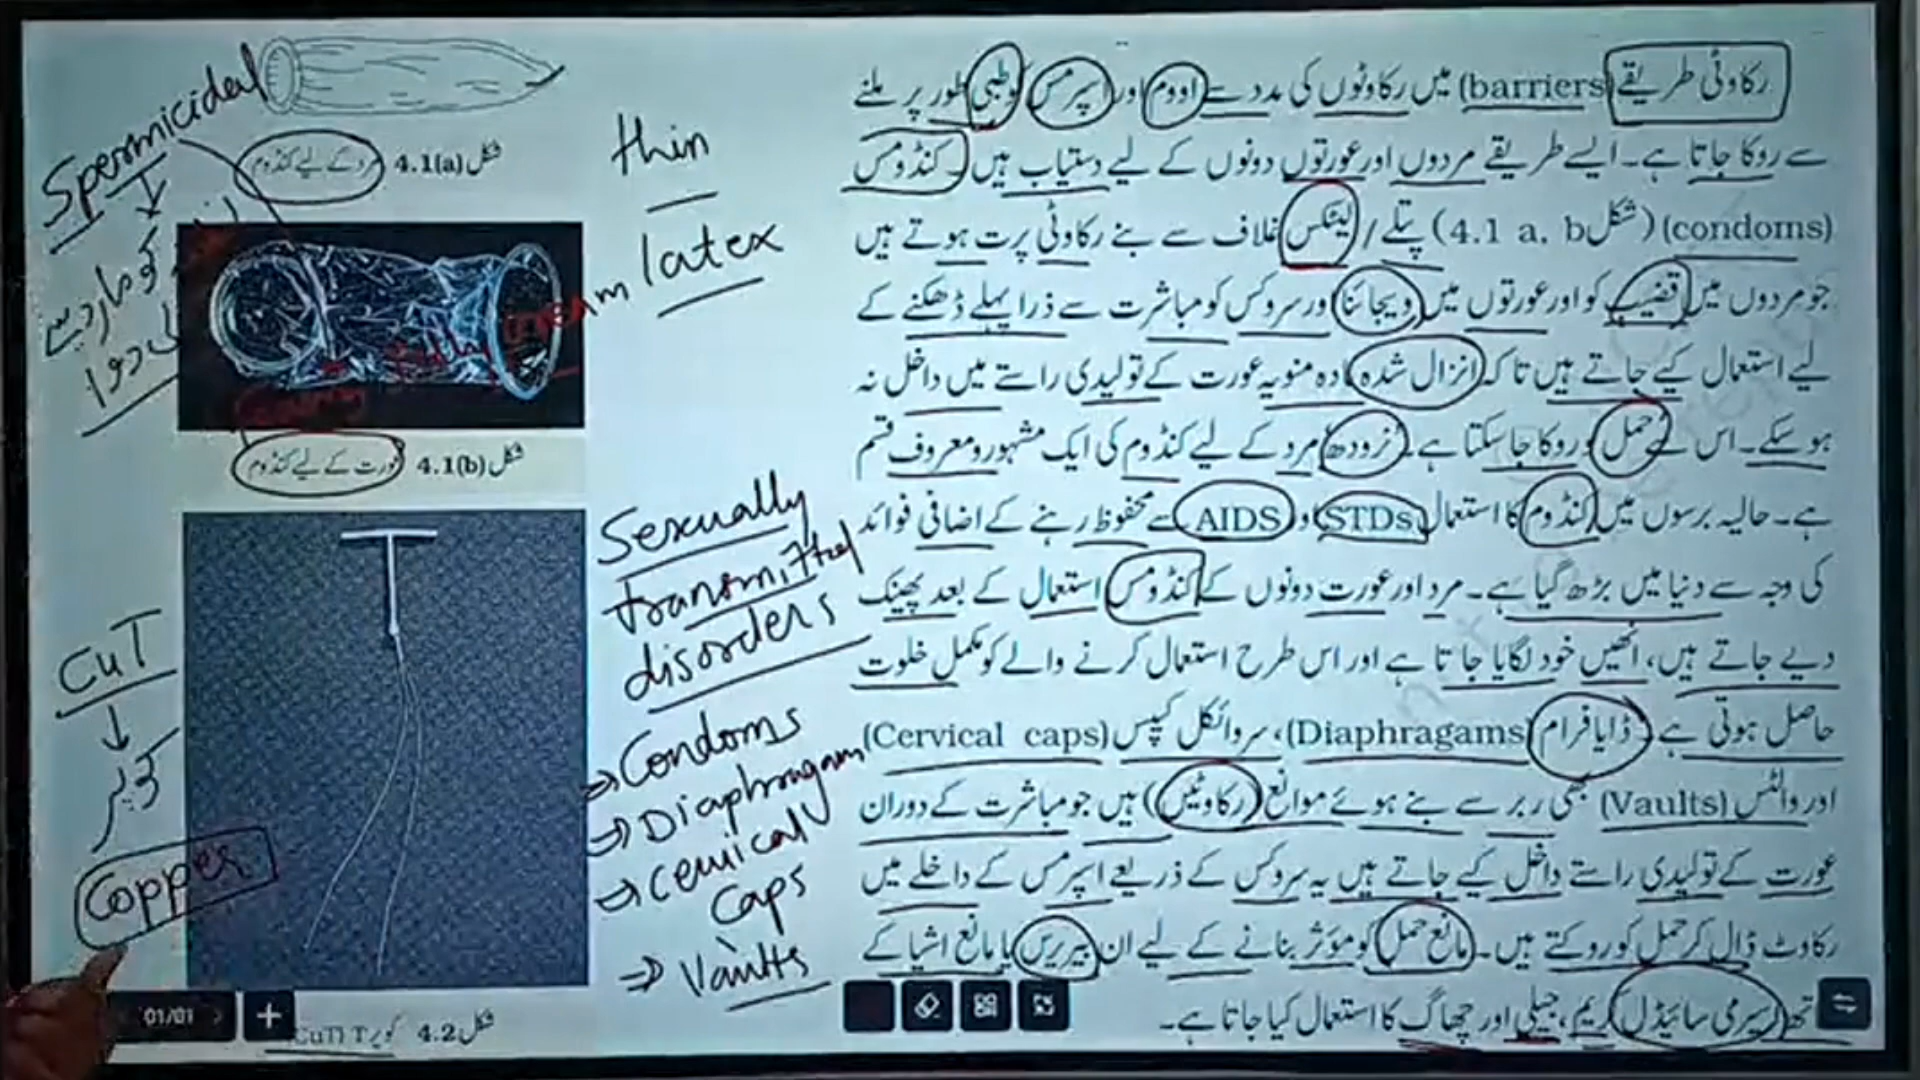 رکاوٹی طریقے (barriers) میں رکاوٹوں کی مدد سے اووم اور اسپرمس کو طبی طور پر ملنے
سے روکا جاتا ہے۔ ایسے طریقے مردوں اور عورتوں دونوں کے لیے دستیاب ہیں۔ کنڈومس
(condoms) (شکل 4.1 a, b) پتلے / لیٹکس غلاف سے بنے رکاوٹی پرت ہوتے ہیں
جو مردوں میں قضیب کو اور عورتوں میں ویجائنا ور سروکس کو مباشرت سے ذرا پہلے ڈھکنے کے
لیے استعمال کیے جاتے ہیں تاکہ انزال شدہ مادہ منویہ عورت کے تولیدی راستے میں داخل نہ
ہو سکے۔ اس سے حمل روکا جا سکتا ہے۔ 'نرودھ' مرد کے لیے کنڈوم کی ایک مشہور و معروف قسم
ہے۔ حالیہ برسوں میں کنڈوم کا استعمال STDs و AIDS سے محفوظ رہنے کے اضافی فوائد
کی وجہ سے دنیا میں بڑھ گیا ہے۔ مرد اور عورت دونوں کے کنڈومس استعمال کے بعد پھینک
دیے جاتے ہیں، انھیں خود لگایا جا تا ہے اور اس طرح استعمال کرنے والے کو مکمل خلوت
حاصل ہوتی ہے۔ ڈایافرام (Diaphragams)، سروائکل کیپس (Cervical caps)
اور والٹس (Vaults) بھی ربر سے بنے ہوئے موانع (رکاوٹیں) ہیں جو مباشرت کے دوران
عورت کے تولیدی راستے داخل کیے جاتے ہیں یہ سروکس کے ذریعے اسپرمس کے داخلے میں
رکاوٹ ڈال کر حمل کو روکتے ہیں۔ مانع حمل کو مؤثر بنانے کے لیے ان بیریرس یا مانع اشیا کے
ساتھ اسپرمی سائیڈل کریم، جیلی اور چھاگ کا استعمال کیا جاتا ہے۔
Spermicidal
شکل 4.1(a) مرد کے لیے کنڈوم
شکل 4.1(b) عورت کے لیے کنڈوم
thin
latex
Sexually
transmitted
disorders
⇒ Condoms
⇒ Diaphragam
⇒ Cervical
Caps
⇒ Vaults
CuT
↓
کوپر
Copper
01/01
شکل 4.2 کوپر T (CuT)